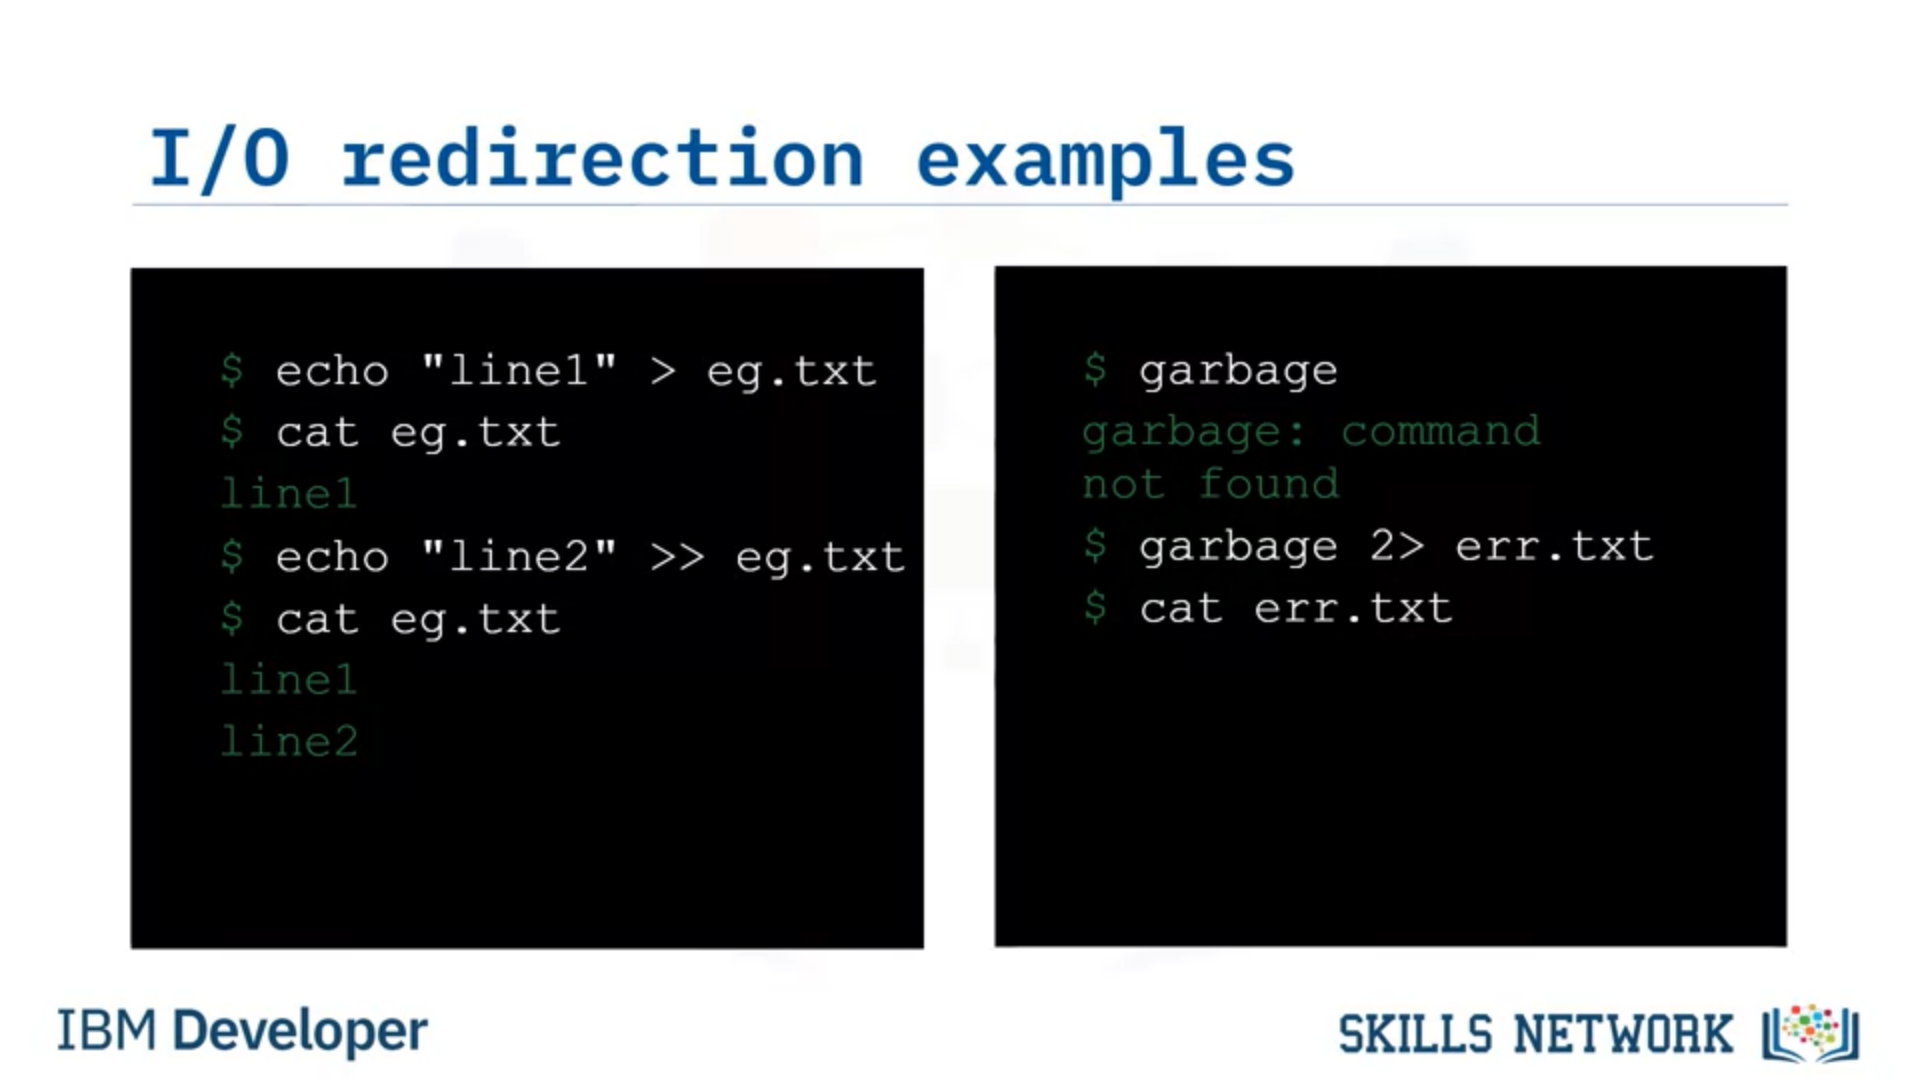 I/O redirection examples
$ echo "line1" > eg.txt
$ cat eg.txt
line1
$ echo "line2" >> eg.txt
$ cat eg.txt
line1
line2
$ garbage
garbage: command
not found
$ garbage 2> err.txt
$ cat err.txt
IBM Developer
SKILLS NETWORK